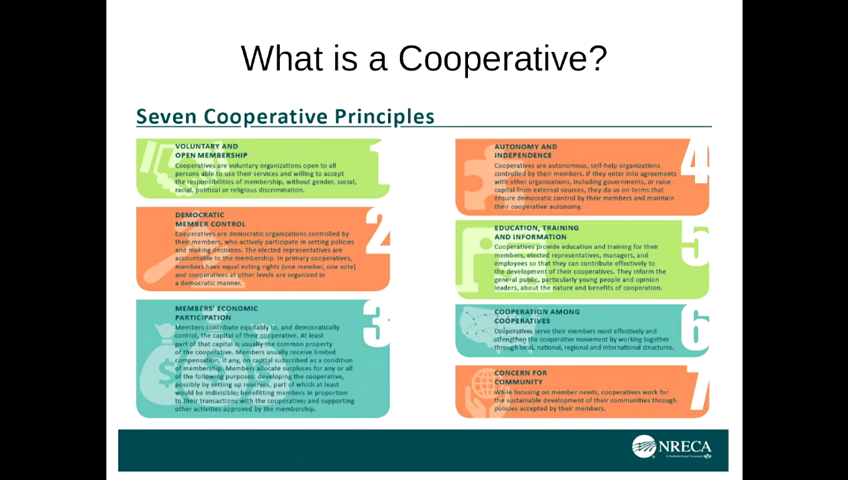 What is a Cooperative?
Seven Cooperative Principles
VOLUNTARY AND
OPEN MEMBERSHIP
Cooperatives are voluntary organizations open to all
persons able to use their services and willing to accept
the responsibilities of membership, without gender, social,
racial, political or religious discrimination.
1
DEMOCRATIC
MEMBER CONTROL
Cooperatives are democratic organizations controlled by
their members, who actively participate in setting policies
and making decisions. The elected representatives are
accountable to the membership. In primary cooperatives,
members have equal voting rights (one member, one vote)
and cooperatives at other levels are organized in
a democratic manner.
2
MEMBERS' ECONOMIC
PARTICIPATION
Members contribute equitably to, and democratically
control, the capital of their cooperative. At least
part of that capital is usually the common property
of the cooperative. Members usually receive limited
compensation, if any, on capital subscribed as a condition
of membership. Members allocate surpluses for any or all
of the following purposes: developing the cooperative,
possibly by setting up reserves, part of which at least
would be indivisible; benefitting members in proportion
to their transactions with the cooperative; and supporting
other activities approved by the membership.
3
AUTONOMY AND
INDEPENDENCE
Cooperatives are autonomous, self-help organizations
controlled by their members. If they enter into agreements
with other organizations, including governments, or raise
capital from external sources, they do so on terms that
ensure democratic control by their members and maintain
their cooperative autonomy.
4
EDUCATION, TRAINING
AND INFORMATION
Cooperatives provide education and training for their
members, elected representatives, managers, and
employees so that they can contribute effectively to
the development of their cooperatives. They inform the
general public, particularly young people and opinion
leaders, about the nature and benefits of cooperation.
5
COOPERATION AMONG
COOPERATIVES
Cooperatives serve their members most effectively and
strengthen the cooperative movement by working together
through local, national, regional and international structures.
6
CONCERN FOR
COMMUNITY
While focusing on member needs, cooperatives work for
the sustainable development of their communities through
policies accepted by their members.
7
NRECA